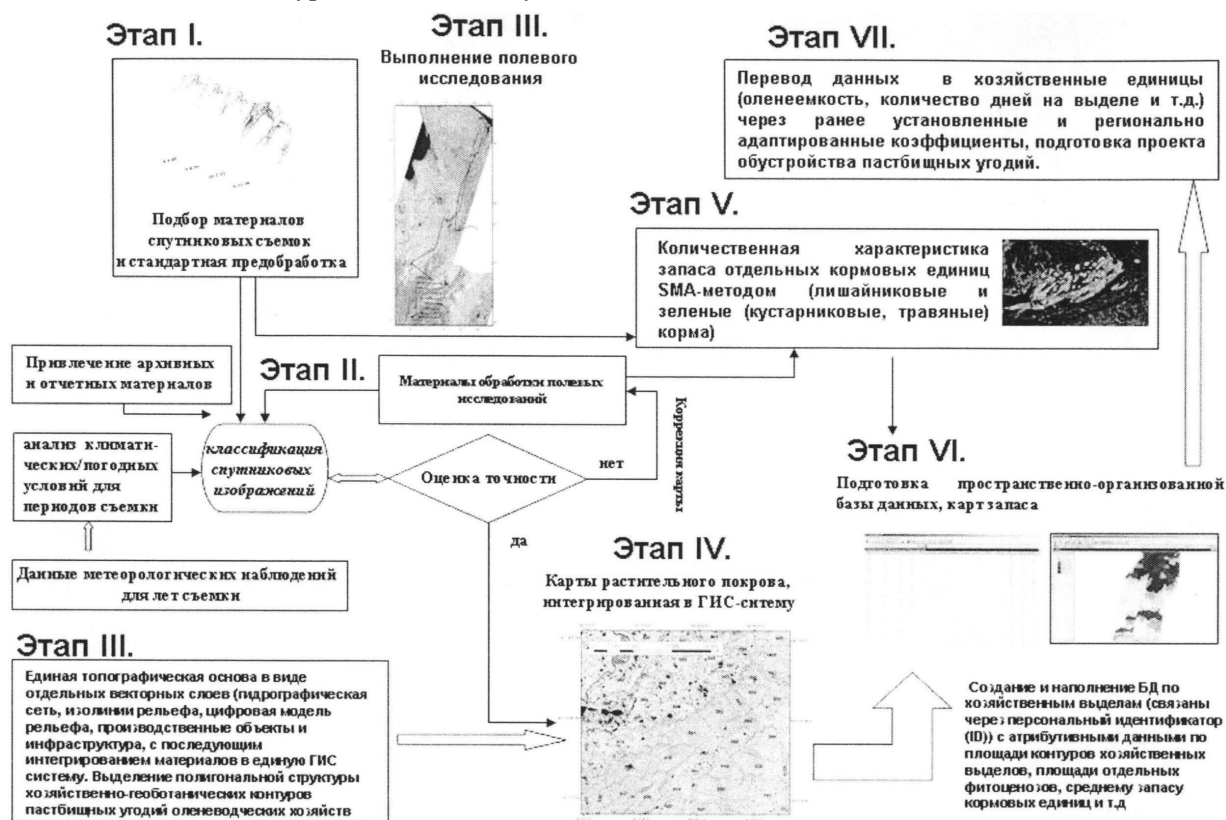 Этап I.
Подбор материалов
спутниковых съемок
и стандартная предобработка
Этап III.
Выполнение полевого
исследования
Этап VII.
Перевод данных в хозяйственные единицы
(оленеемкость, количество дней на выделе и т.д.)
через ранее установленные и регионально
адаптированные коэффициенты, подготовка проекта
обустройства пастбищных угодий.
Этап V.
Количественная характеристика
запаса отдельных кормовых единиц
SMA-методом (лишайниковые и
зеленые (кустарниковые, травяные)
корма)
Привлечение архивных
и отчетных материалов
Этап II.
Материалы обработки полевых
исследований
анализ климати-
ческих/погодных
условий для
периодов съемки
классификация
спутниковых
изображений
Оценка точности
нет
Коррекция карты
да
Данные метеорологических наблюдений
для лет съемки
Этап VI.
Подготовка пространственно-организованной
базы данных, карт запаса
Этап IV.
Карты растительного покрова,
интегрированная в ГИС-ситему
Этап III.
Единая топографическая основа в виде
отдельных векторных слоев (гидрографическая
сеть, изолинии рельефа, цифровая модель
рельефа, производственные объекты и
инфраструктура, с последующим
интегрированием материалов в единую ГИС
систему. Выделение полигональной структуры
хозяйственно-геоботанических контуров
пастбищных угодий оленеводческих хозяйств
Создание и наполнение БД по
хозяйственным выделам (связаны
через персональный идентификатор
(ID)) с атрибутивными данными по
площади контуров хозяйственных
выделов, площади отдельных
фитоценозов, среднему запасу
кормовых единиц и т.д